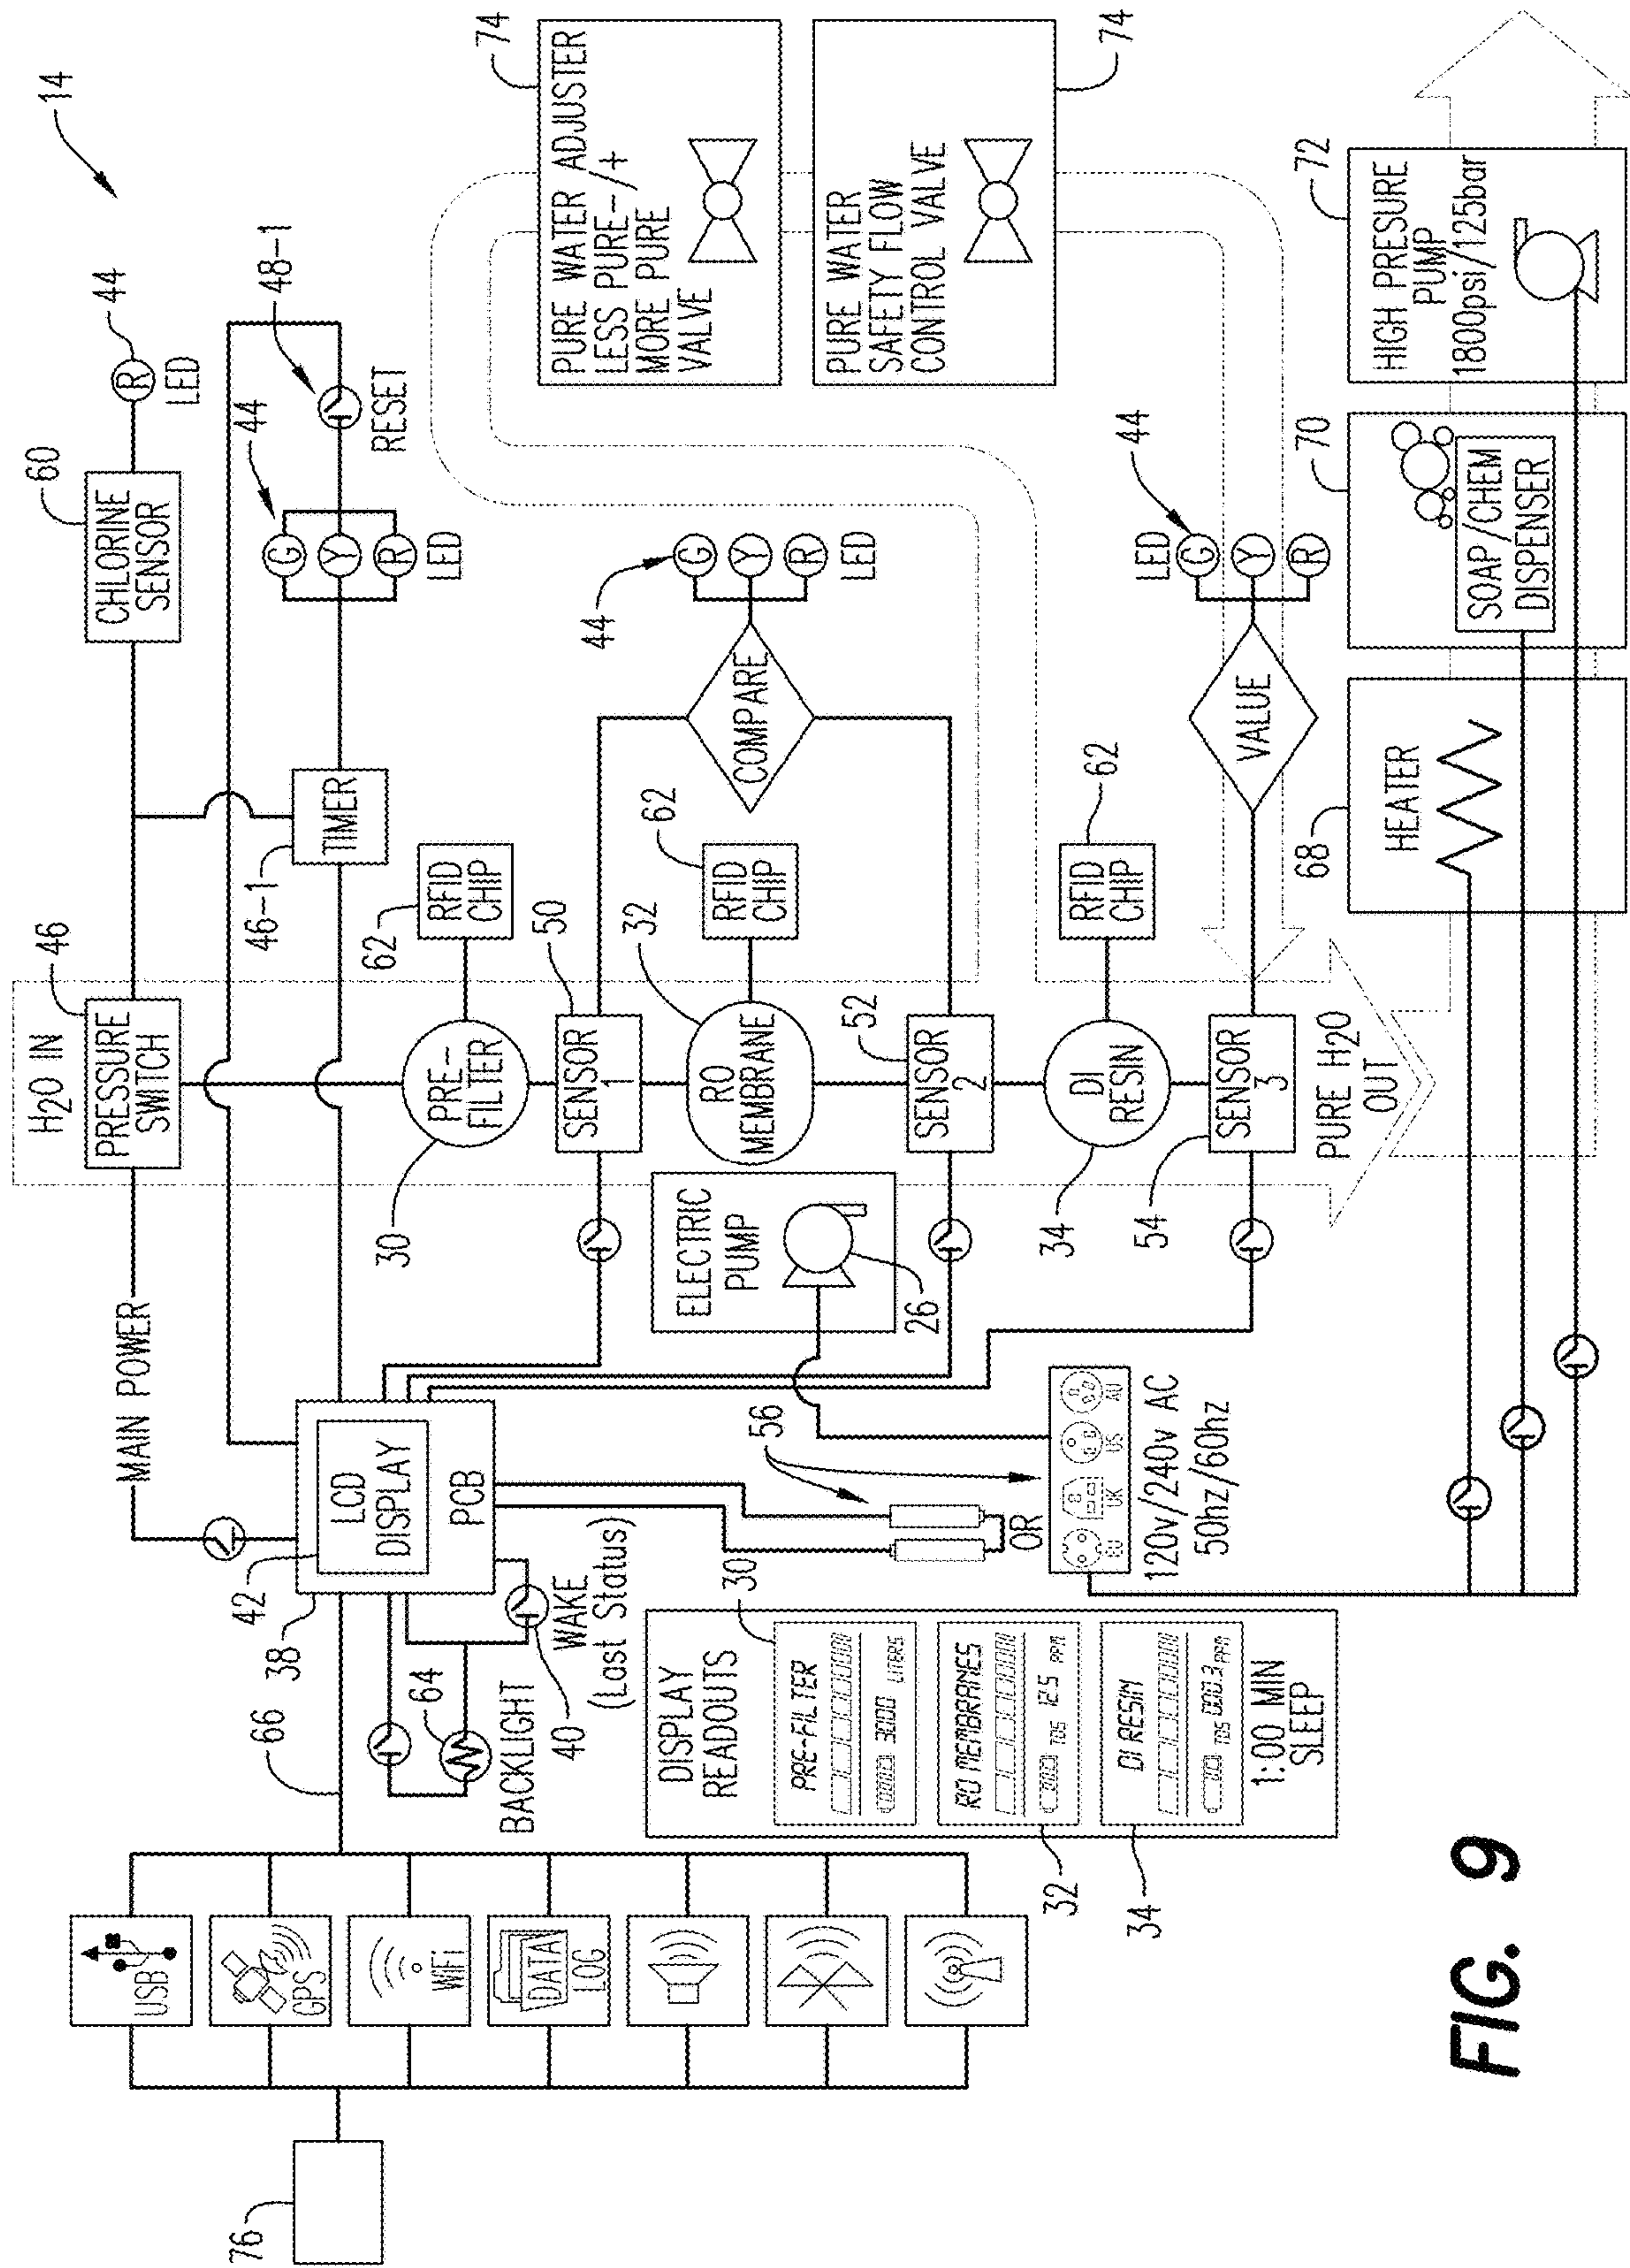 14
60
CHLORINE
SENSOR
R
44
LED
46
H2O IN
PRESSURE
SWITCH
MAIN POWER
46-1
TIMER
44
G
Y
R
LED
48-1
RESET
66
38
42
LCD
DISPLAY
PCB
64
BACKLIGHT
40
WAKE
(Last Status)
USB
GPS
WiFi
DATA
LOG
76
30
PRE-
FILTER
62
RFID
CHIP
50
SENSOR
1
32
RO
MEMBRANE
62
RFID
CHIP
COMPARE
44
G
Y
R
LED
52
SENSOR
2
34
DI
RESIN
62
RFID
CHIP
54
SENSOR
3
VALUE
44
LED
G
Y
R
PURE H2O
OUT
ELECTRIC
PUMP
26
56
OR
EU
UK
US
AU
120v/240v AC
50hz/60hz
74
PURE WATER ADJUSTER
LESS PURE-/+
MORE PURE
VALVE
74
PURE WATER
SAFETY FLOW
CONTROL VALVE
68
HEATER
70
SOAP/CHEM
DISPENSER
72
HIGH PRESURE
PUMP
1800psi/125bar
DISPLAY
READOUTS
30
PRE-FILTER
LITERS
32
RO MEMBRANES
TDS 12.5 PPM
34
DI RESIN
TDS 000.3 PPM
1:00 MIN
SLEEP
FIG. 9